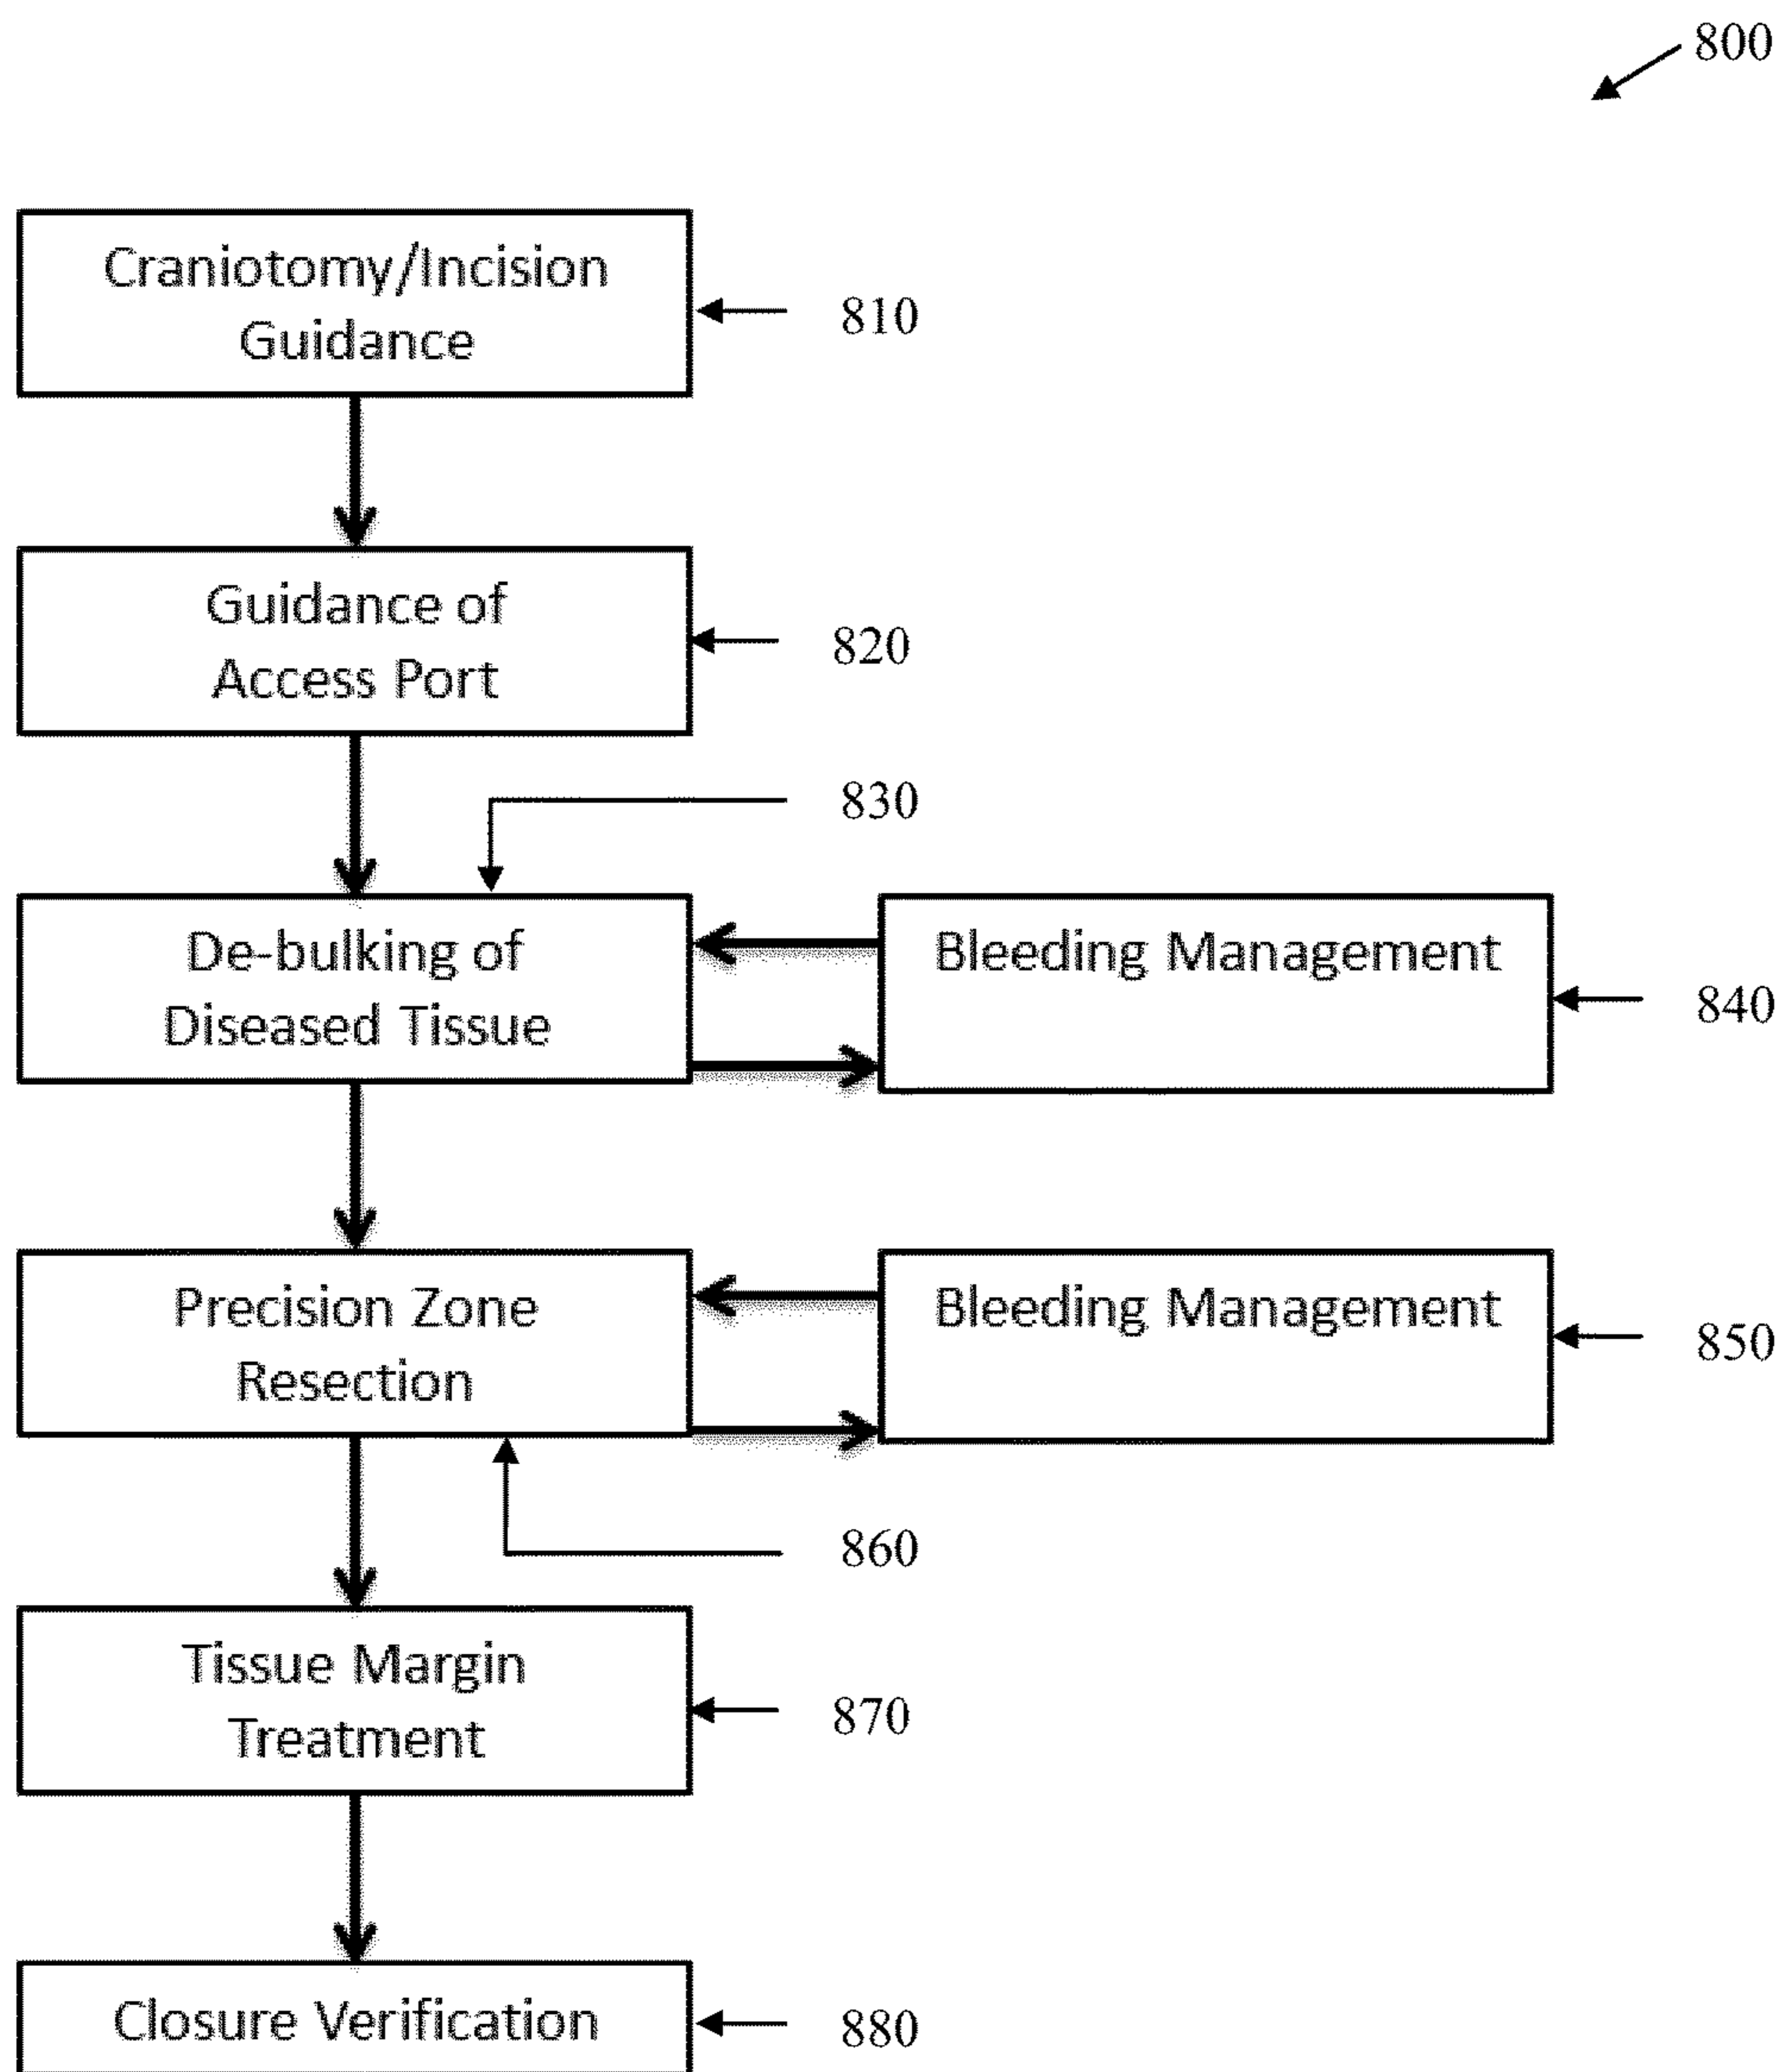 800
Craniotomy/Incision
Guidance
810
Guidance of
Access Port
820
830
De-bulking of
Diseased Tissue
Bleeding Management
840
Precision Zone
Resection
Bleeding Management
850
860
Tissue Margin
Treatment
870
Closure Verification
880